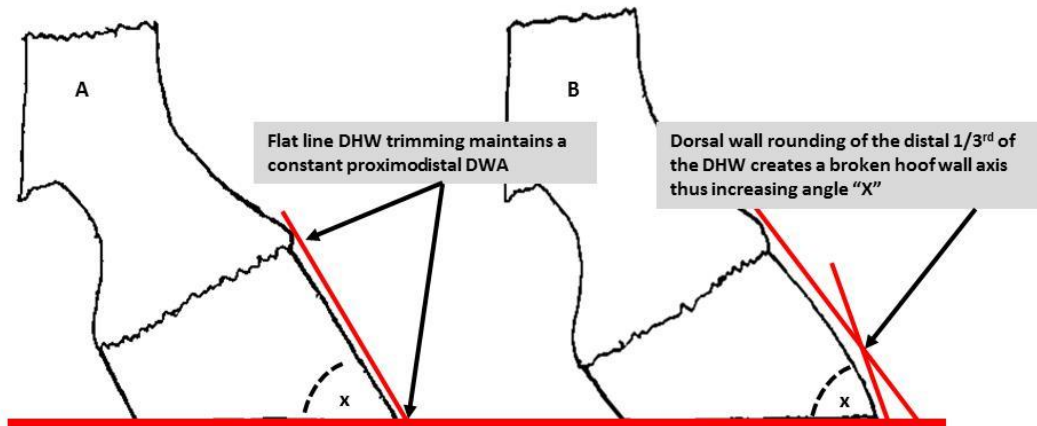 A
B
Flat line DHW trimming maintains a
constant proximodistal DWA
Dorsal wall rounding of the distal 1/3rd of
the DHW creates a broken hoof wall axis
thus increasing angle “X”
x
x